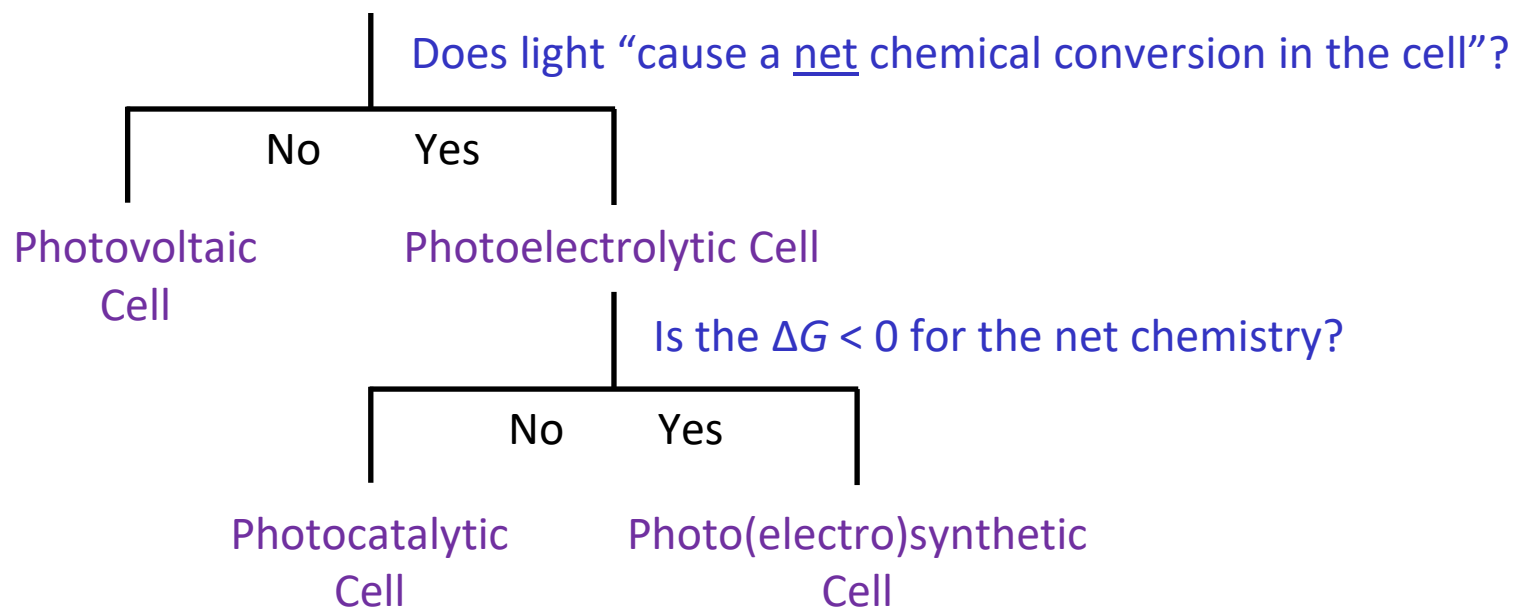 Does light “cause a net chemical conversion in the cell”?
No Yes
Photovoltaic
Cell
Photoelectrolytic Cell
Is the ΔG < 0 for the net chemistry?
No Yes
Photocatalytic
Cell
Photo(electro)synthetic
Cell